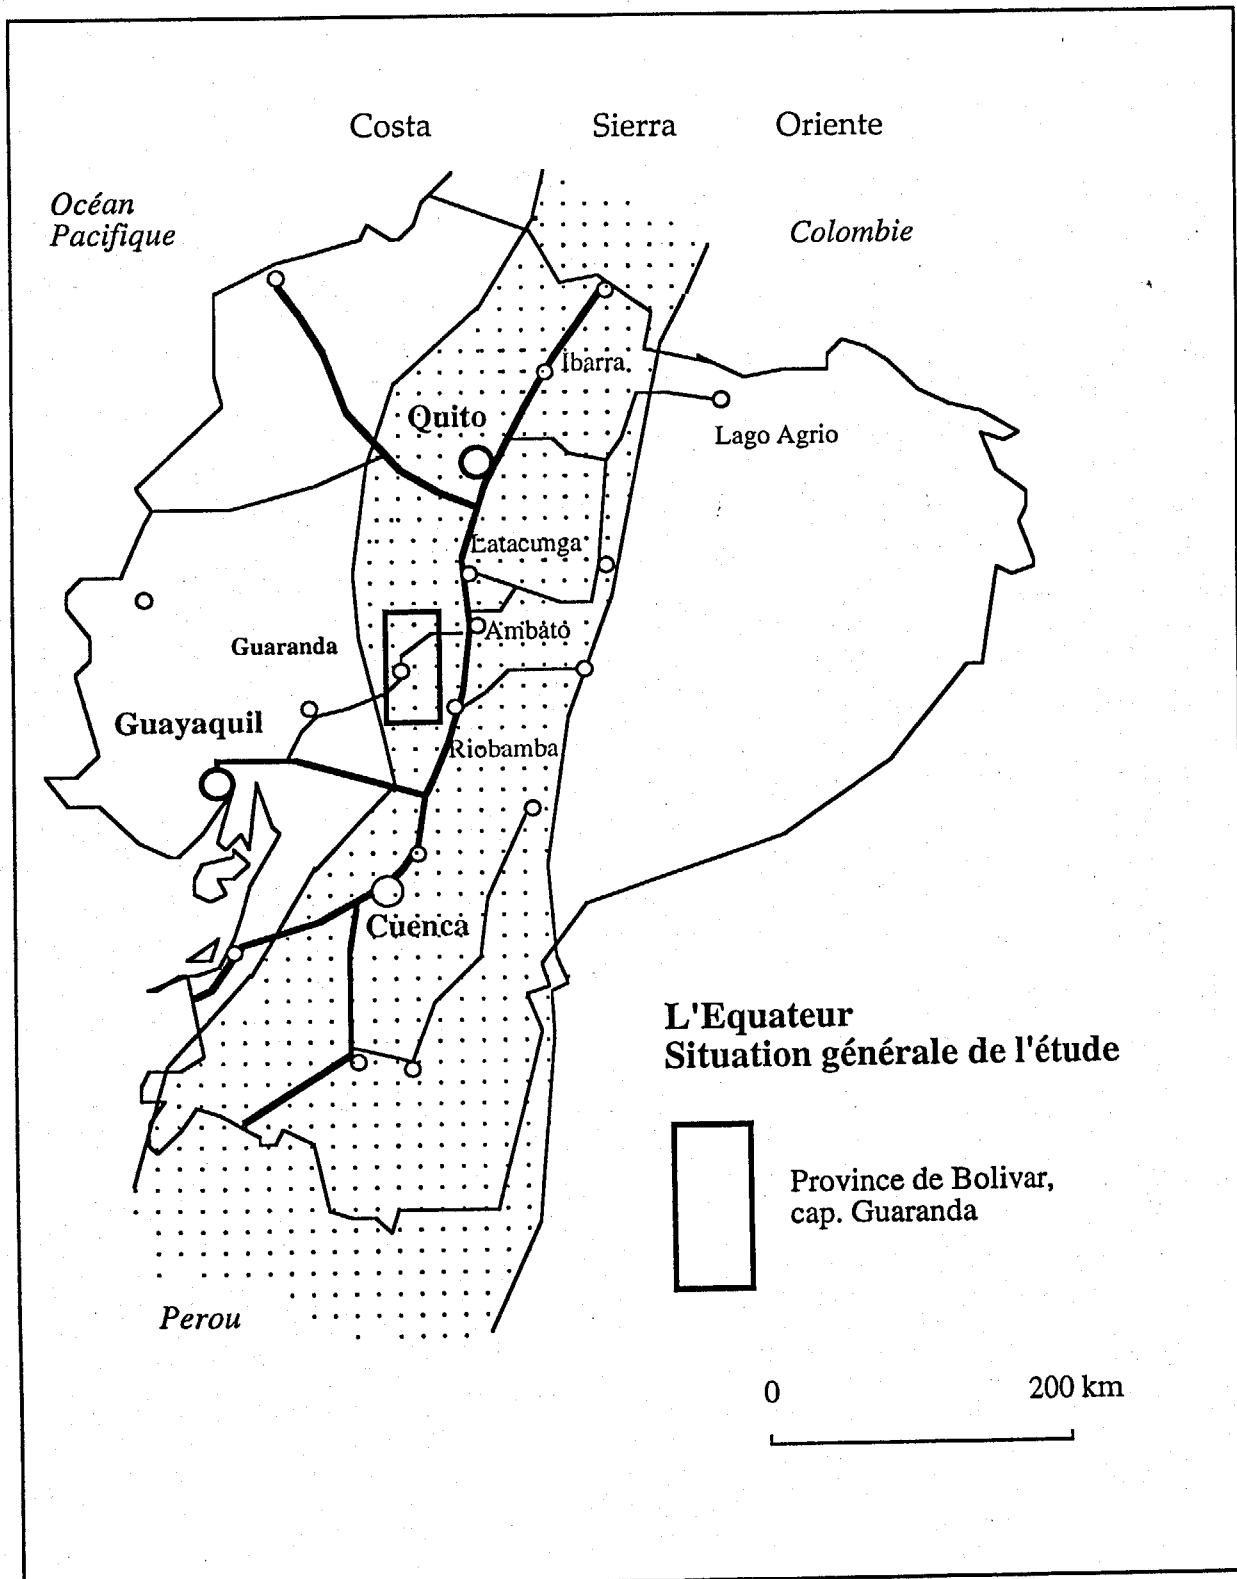 Costa
Sierra
Oriente
Océan
Pacifique
Colombie
Ibarra
Quito
Lago Agrio
Latacunga
Ambato
Guaranda
Guayaquil
Riobamba
Cuenca
L'Equateur
Situation générale de l'étude
Province de Bolivar,
cap. Guaranda
Perou
0
200 km